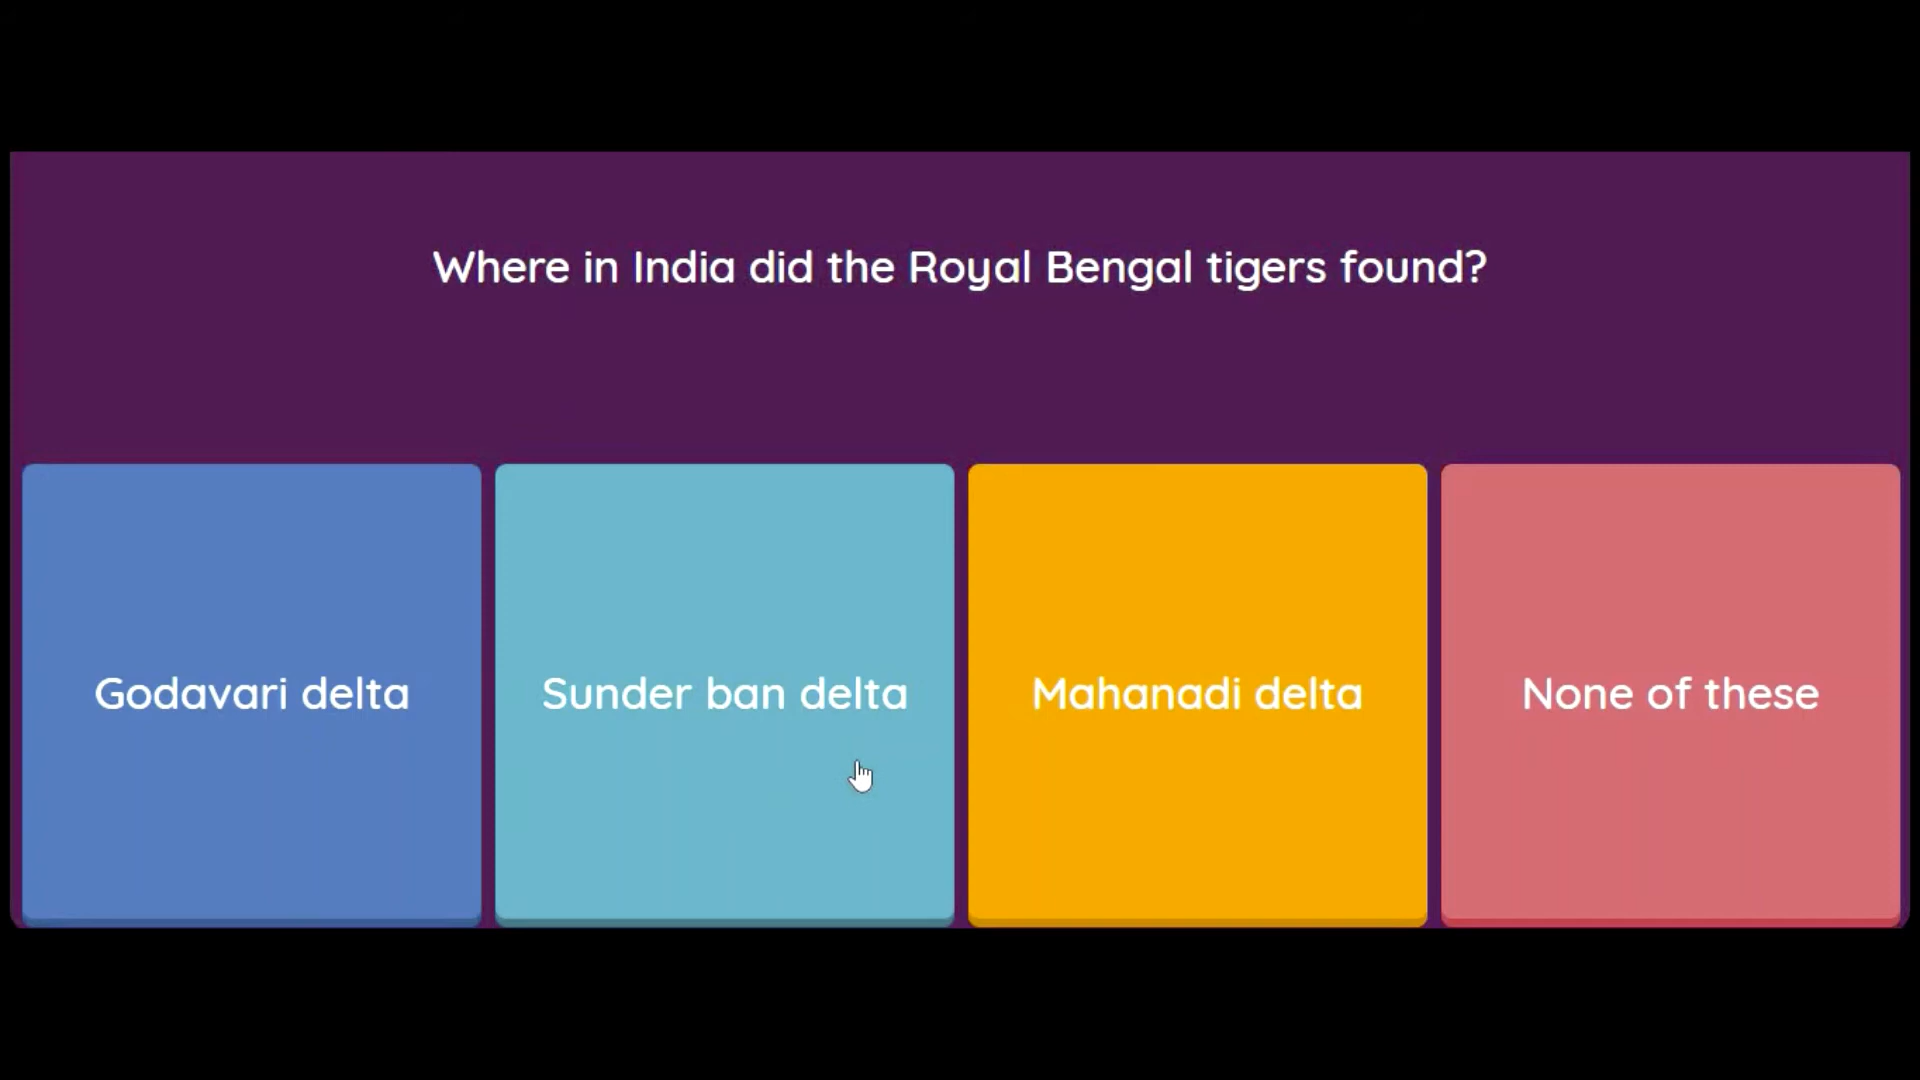 Where in India did the Royal Bengal tigers found?
Godavari delta
Sunder ban delta
Mahanadi delta
None of these